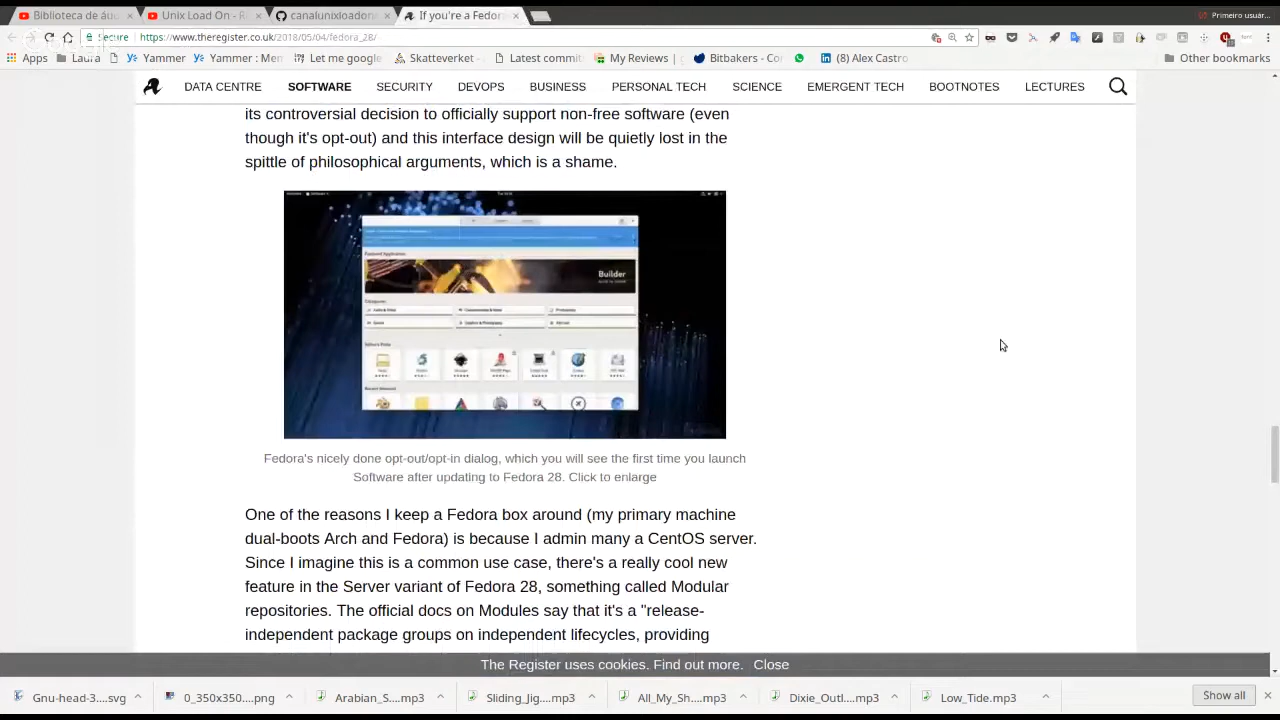 Biblioteca de áu
Unix Load On - R
canalunixloadon
If you're a Fedor
Primeiro usuár...
Secure
https://www.theregister.co.uk/2018/05/04/fedora_28/
Apps
Laura
Yammer
Yammer : Men
Let me google
Skatteverket -
Latest commit
My Reviews |
Bitbakers - Cor
(8) Alex Castro
Other bookmarks
DATA CENTRE
SOFTWARE
SECURITY
DEVOPS
BUSINESS
PERSONAL TECH
SCIENCE
EMERGENT TECH
BOOTNOTES
LECTURES
its controversial decision to officially support non-free software (even
though it's opt-out) and this interface design will be quietly lost in the
spittle of philosophical arguments, which is a shame.
Builder
Fedora's nicely done opt-out/opt-in dialog, which you will see the first time you launch
Software after updating to Fedora 28. Click to enlarge
One of the reasons I keep a Fedora box around (my primary machine
dual-boots Arch and Fedora) is because I admin many a CentOS server.
Since I imagine this is a common use case, there's a really cool new
feature in the Server variant of Fedora 28, something called Modular
repositories. The official docs on Modules say that it's a "release-
independent package groups on independent lifecycles, providing
The Register uses cookies. Find out more. Close
Gnu-head-3....svg
0_350x350....png
Arabian_S....mp3
Sliding_Jig....mp3
All_My_Sh....mp3
Dixie_Outl....mp3
Low_Tide.mp3
Show all